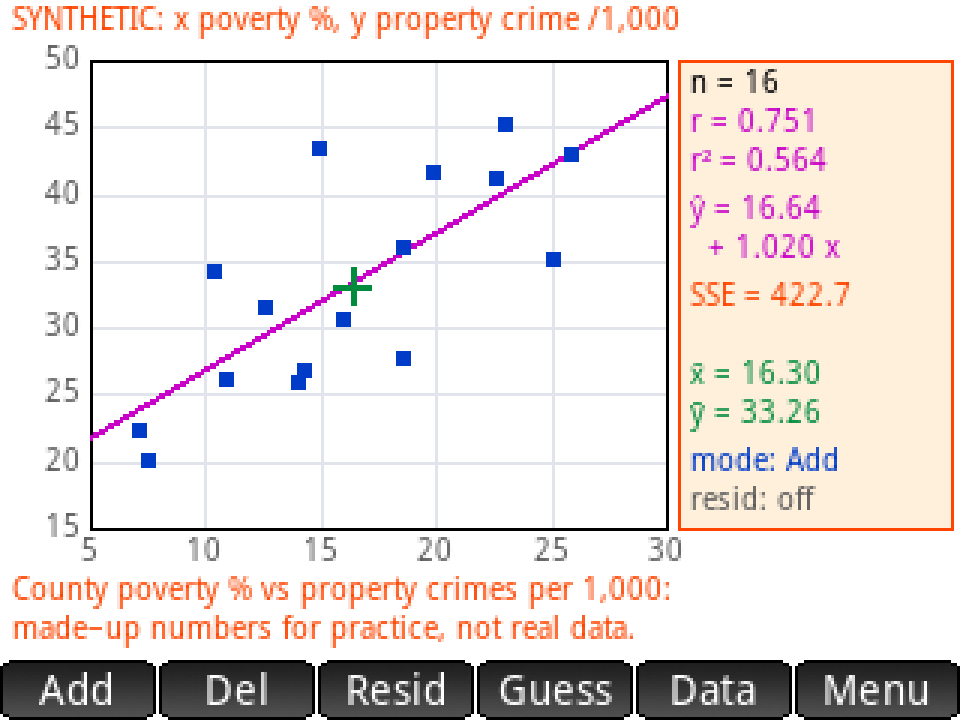 SYNTHETIC: x poverty %, y property crime /1,000
50
45
40
35
30
25
20
15
5 10 15 20 25 30
n = 16
r = 0.751
r² = 0.564
ŷ = 16.64
+ 1.020 x
SSE = 422.7
x̄ = 16.30
ȳ = 33.26
mode: Add
resid: off
County poverty % vs property crimes per 1,000:
made-up numbers for practice, not real data.
Add Del Resid Guess Data Menu